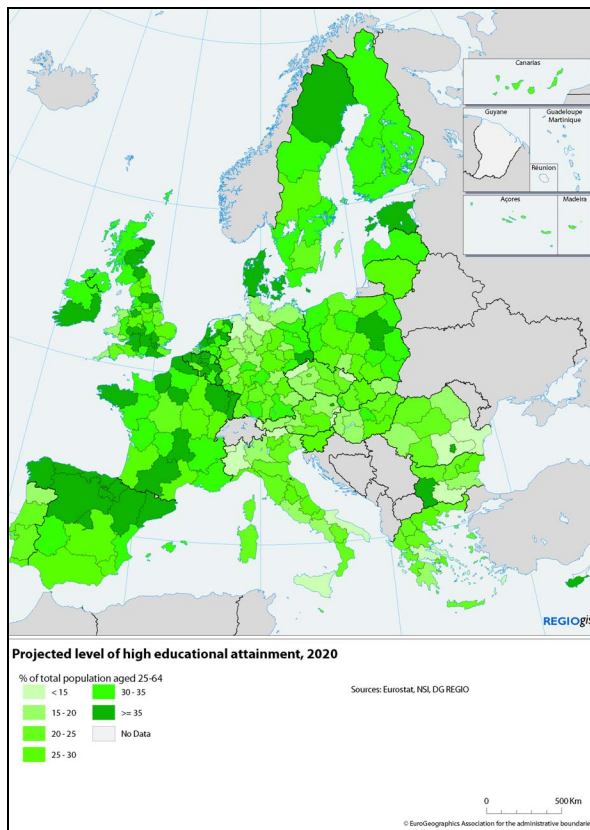 Canarias
Guyane
Guadeloupe
Martinique
Réunion
Açores
Madeira
REGIOgis
Projected level of high educational attainment, 2020
% of total population aged 25-64
< 15
15 - 20
20 - 25
25 - 30
30 - 35
>= 35
No Data
Sources: Eurostat, NSI, DG REGIO
0
500 Km
© EuroGeographics Association for the administrative boundaries